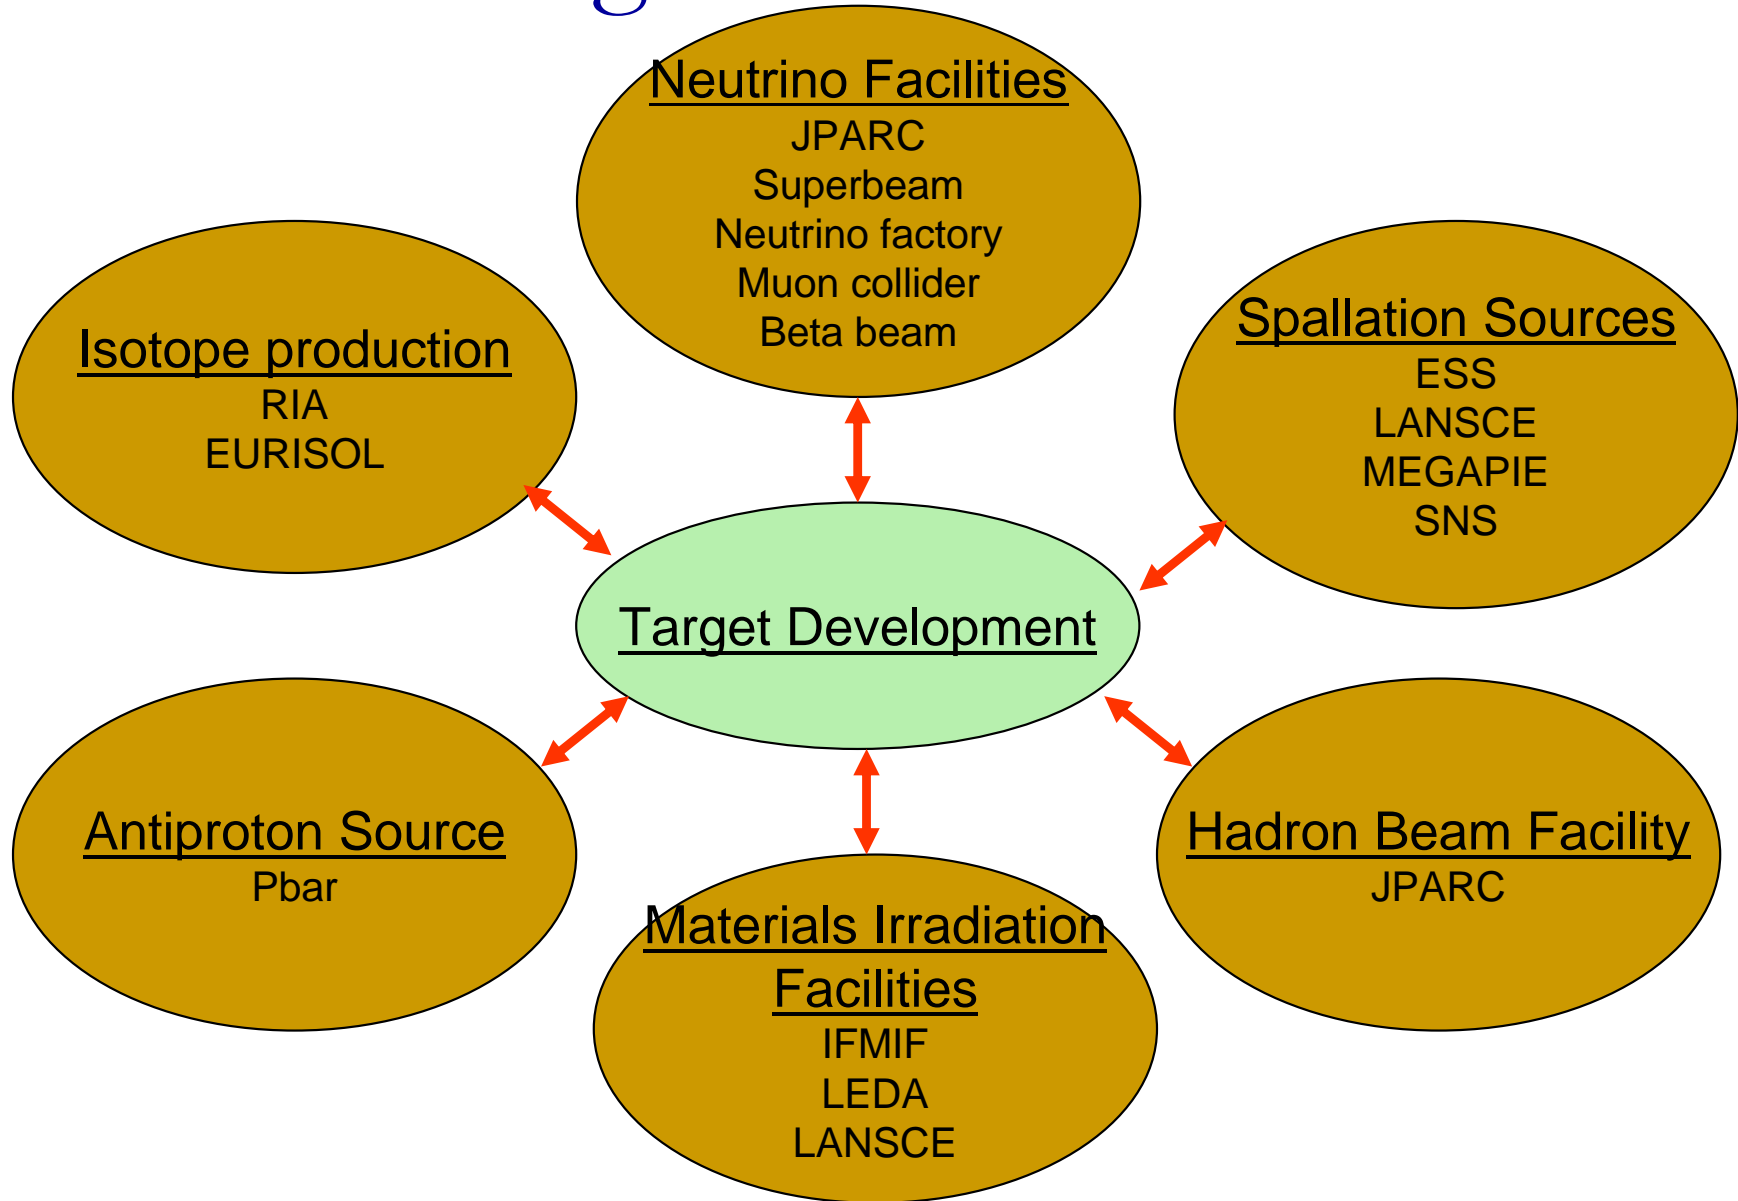 Neutrino Facilities
JPARC
Superbeam
Neutrino factory
Muon collider
Beta beam
Isotope production
RIA
EURISOL
Spallation Sources
ESS
LANSCE
MEGAPIE
SNS
Target Development
Antiproton Source
Pbar
Hadron Beam Facility
JPARC
Materials Irradiation
Facilities
IFMIF
LEDA
LANSCE